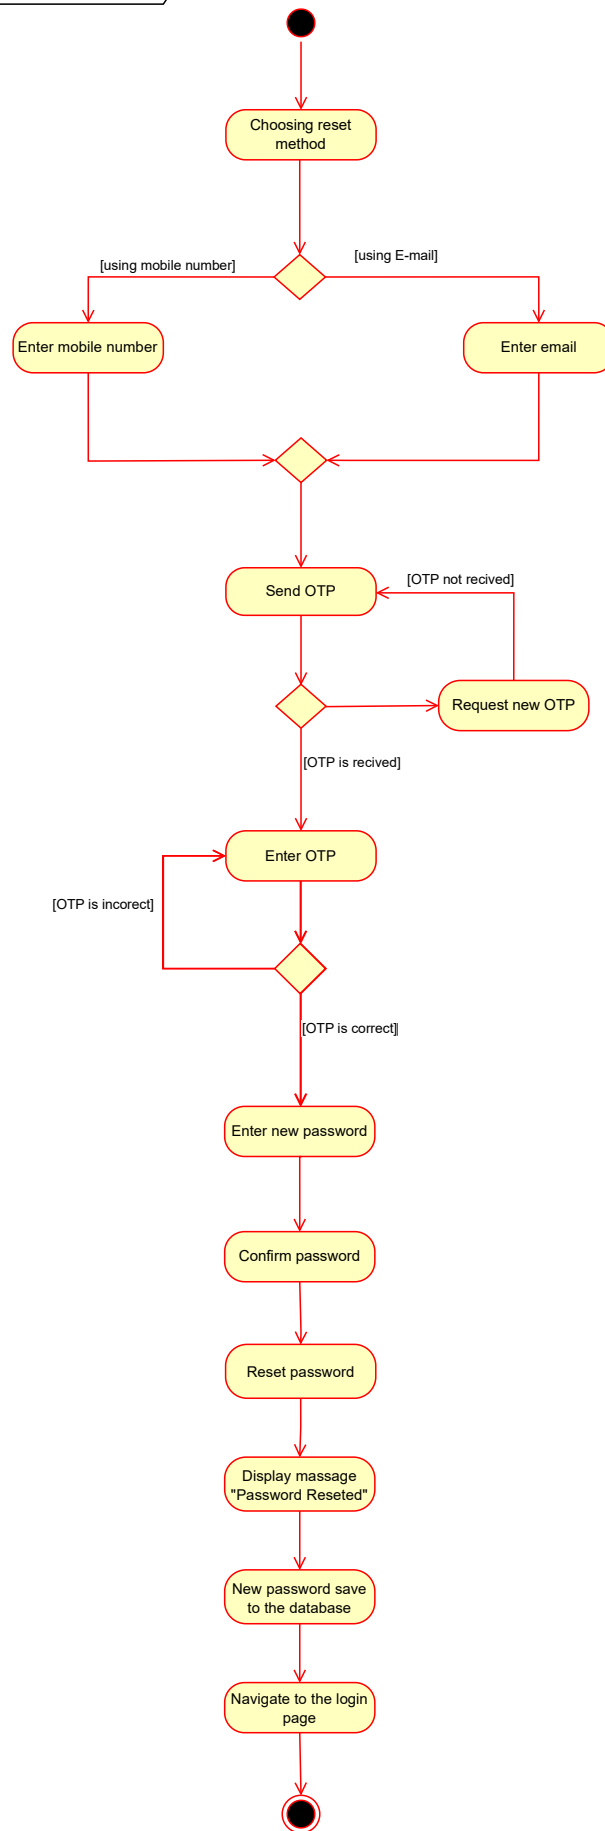 Choosing reset
method
[using mobile number]
[using E-mail]
Enter mobile number
Enter email
Send OTP
[OTP not recived]
Request new OTP
[OTP is recived]
Enter OTP
[OTP is incorect]
[OTP is correct]
Enter new password
Confirm password
Reset password
Display massage
"Password Reseted"
New password save
to the database
Navigate to the login
page